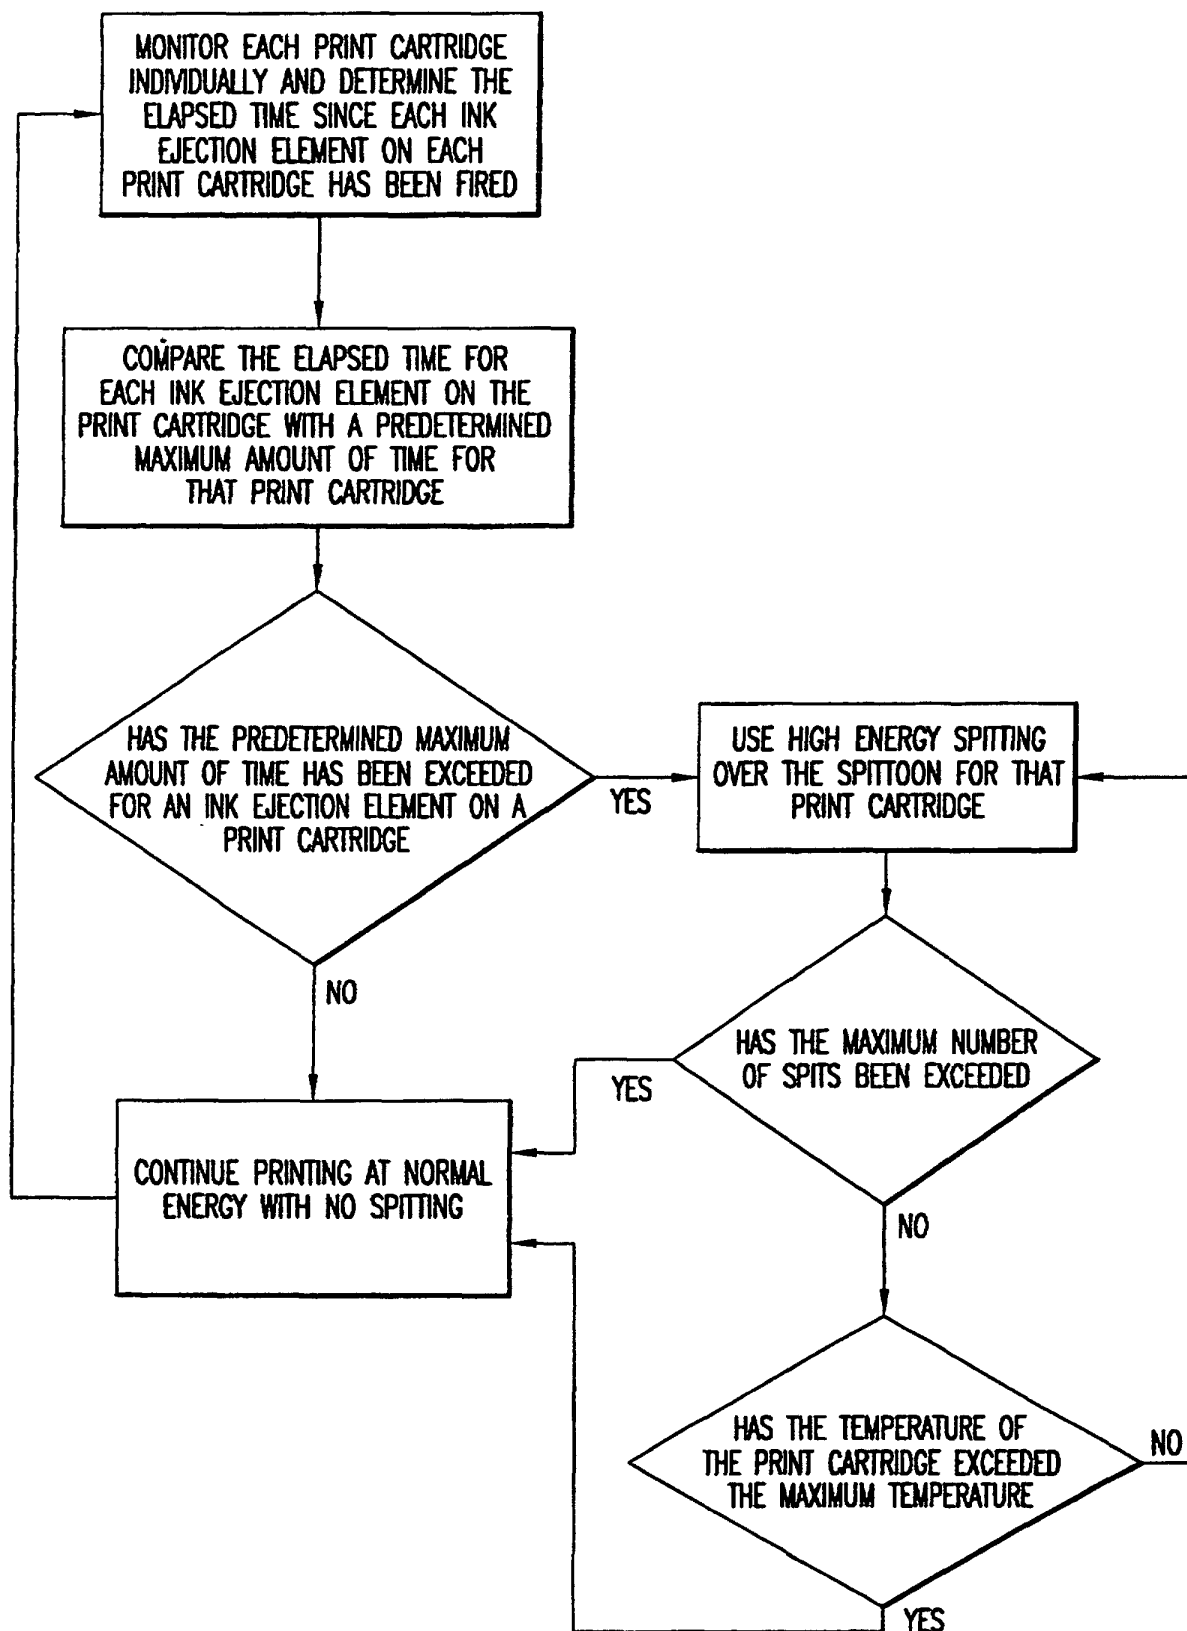 MONITOR EACH PRINT CARTRIDGE
INDIVIDUALLY AND DETERMINE THE
ELAPSED TIME SINCE EACH INK
EJECTION ELEMENT ON EACH
PRINT CARTRIDGE HAS BEEN FIRED
COMPARE THE ELAPSED TIME FOR
EACH INK EJECTION ELEMENT ON THE
PRINT CARTRIDGE WITH A PREDETERMINED
MAXIMUM AMOUNT OF TIME FOR
THAT PRINT CARTRIDGE
HAS THE PREDETERMINED MAXIMUM
AMOUNT OF TIME HAS BEEN EXCEEDED
FOR AN INK EJECTION ELEMENT ON A
PRINT CARTRIDGE
YES
USE HIGH ENERGY SPITTING
OVER THE SPITTOON FOR THAT
PRINT CARTRIDGE
NO
HAS THE MAXIMUM NUMBER
OF SPITS BEEN EXCEEDED
YES
CONTINUE PRINTING AT NORMAL
ENERGY WITH NO SPITTING
NO
HAS THE TEMPERATURE OF
THE PRINT CARTRIDGE EXCEEDED
THE MAXIMUM TEMPERATURE
NO
YES